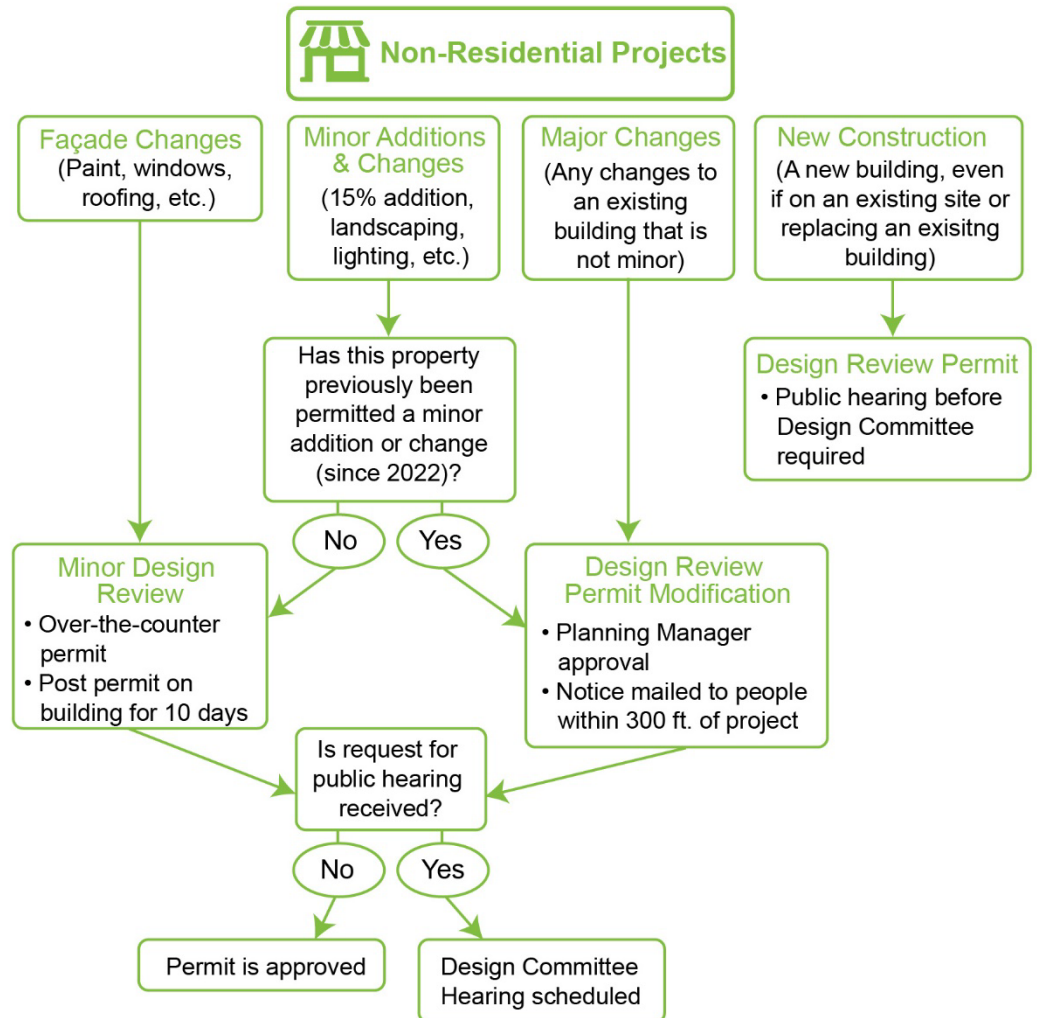 Non-Residential Projects
Façade Changes
(Paint, windows,
roofing, etc.)
Minor Additions
& Changes
(15% addition,
landscaping,
lighting, etc.)
Major Changes
(Any changes to
an existing
building that is
not minor)
New Construction
(A new building, even
if on an existing site or
replacing an exisitng
building)
Has this property
previously been
permitted a minor
addition or change
(since 2022)?
Design Review Permit
• Public hearing before
Design Committee
required
No
Yes
Minor Design
Review
• Over-the-counter
permit
• Post permit on
building for 10 days
Design Review
Permit Modification
• Planning Manager
approval
• Notice mailed to people
within 300 ft. of project
Is request for
public hearing
received?
No
Yes
Permit is approved
Design Committee
Hearing scheduled